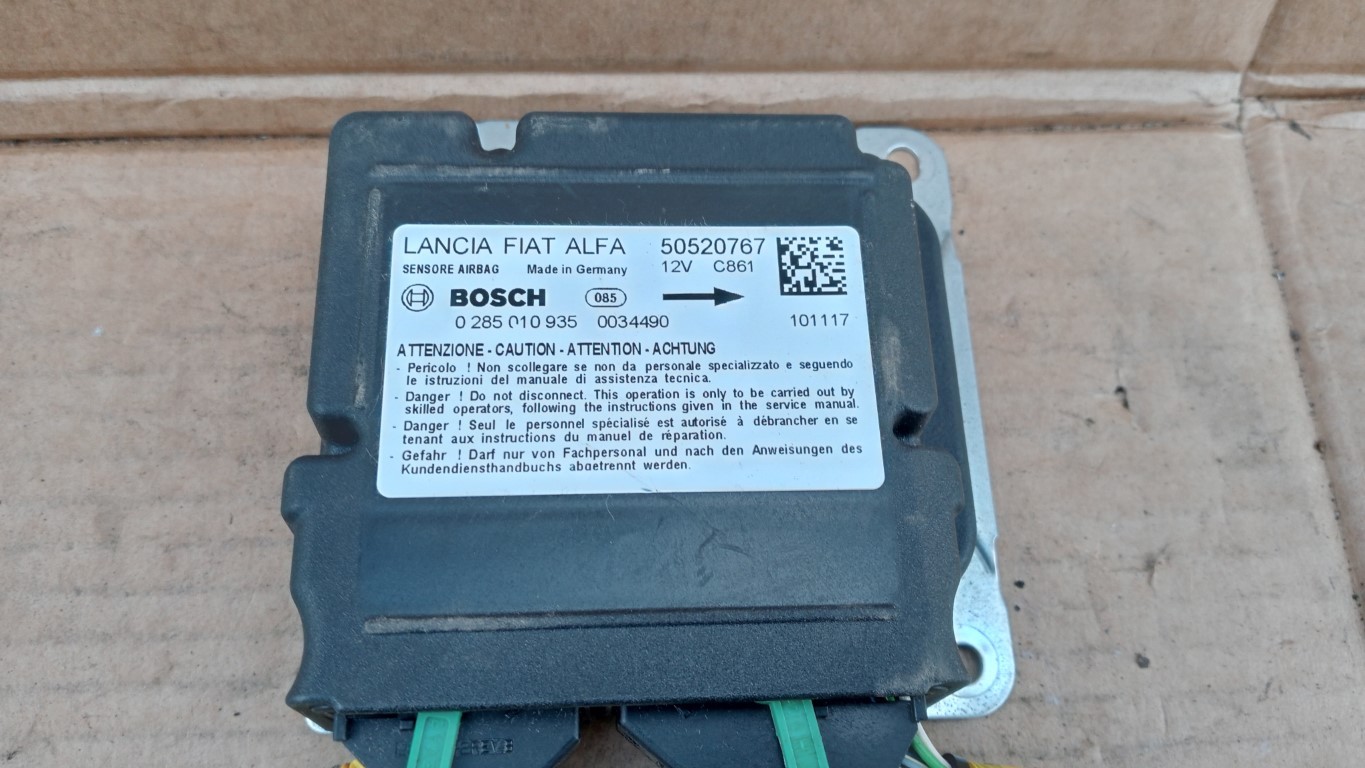 LANCIA FIAT ALFA 50520767
SENSORE AIRBAG Made in Germany 12V C861
BOSCH 085
0 285 010 935 0034490 101117
ATTENZIONE - CAUTION - ATTENTION - ACHTUNG
- Pericolo ! Non scollegare se non da personale specializzato e seguendo
le istruzioni del manuale di assistenza tecnica.
- Danger ! Do not disconnect. This operation is only to be carried out by
skilled operators, following the instructions given in the service manual.
- Danger ! Seul le personnel spécialisé est autorisé à débrancher en se
tenant aux instructions du manuel de réparation.
- Gefahr ! Darf nur von Fachpersonal und nach den Anweisungen des
Kundendiensthandbuchs abgetrennt werden.